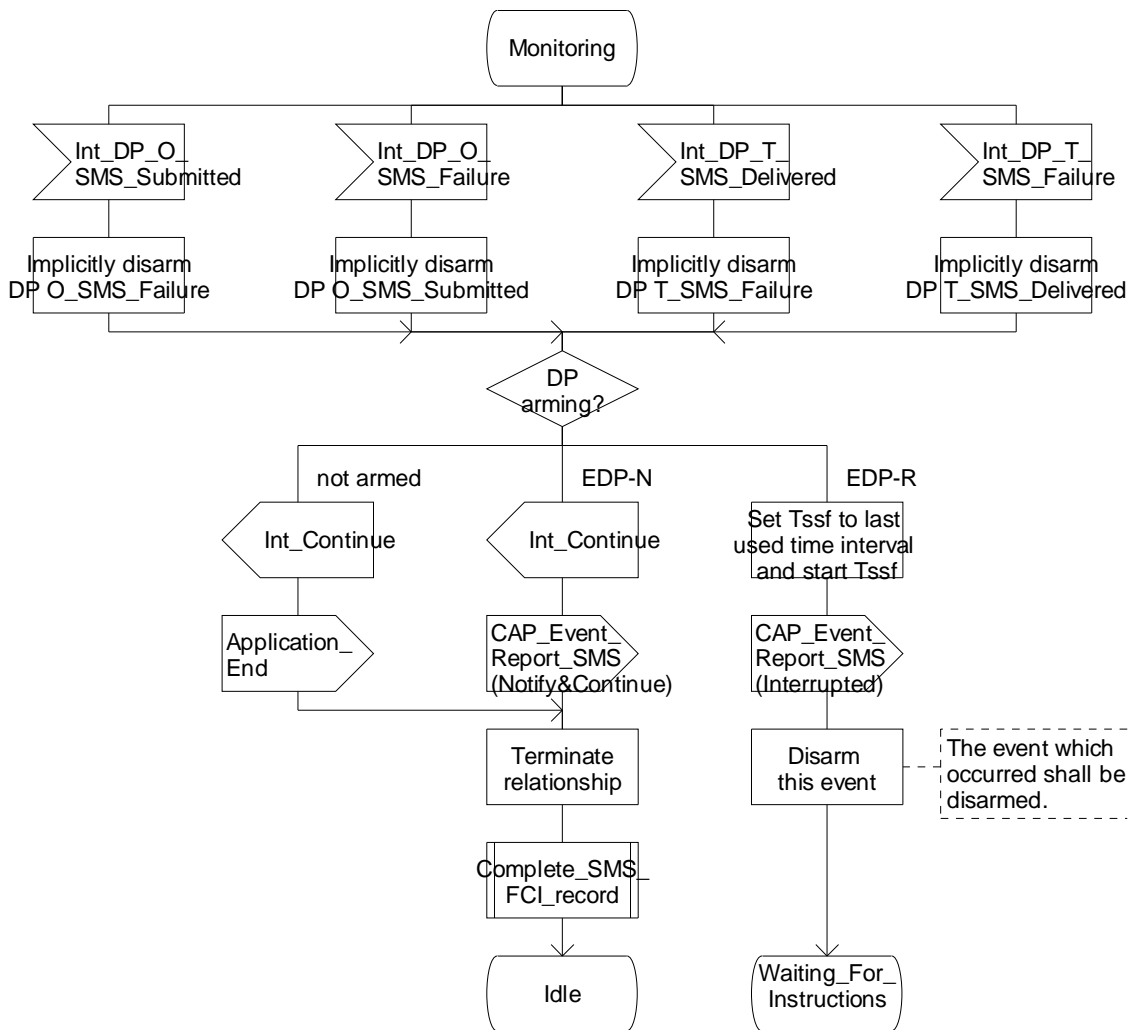 Monitoring
Int_DP_O_
SMS_Submitted
Int_DP_O_
SMS_Failure
Int_DP_T_
SMS_Delivered
Int_DP_T_
SMS_Failure
Implicitly disarm
DP O_SMS_Failure
Implicitly disarm
DP O_SMS_Submitted
Implicitly disarm
DP T_SMS_Failure
Implicitly disarm
DP T_SMS_Delivered
DP
arming?
not armed
EDP-N
EDP-R
Int_Continue
Int_Continue
Set Tssf to last
used time interval
and start Tssf
Application_
End
CAP_Event_
Report_SMS
(Notify&Continue)
CAP_Event_
Report_SMS
(Interrupted)
Terminate
relationship
Disarm
this event
The event which
occurred shall be
disarmed.
Complete_SMS_
FCI_record
Idle
Waiting_For_
Instructions